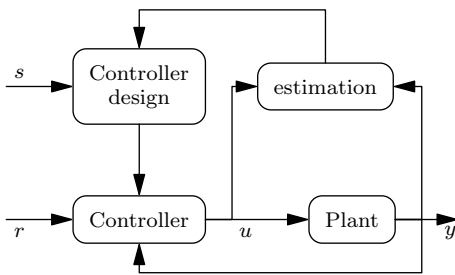 s
Controller
design
estimation
r
Controller
u
Plant
y